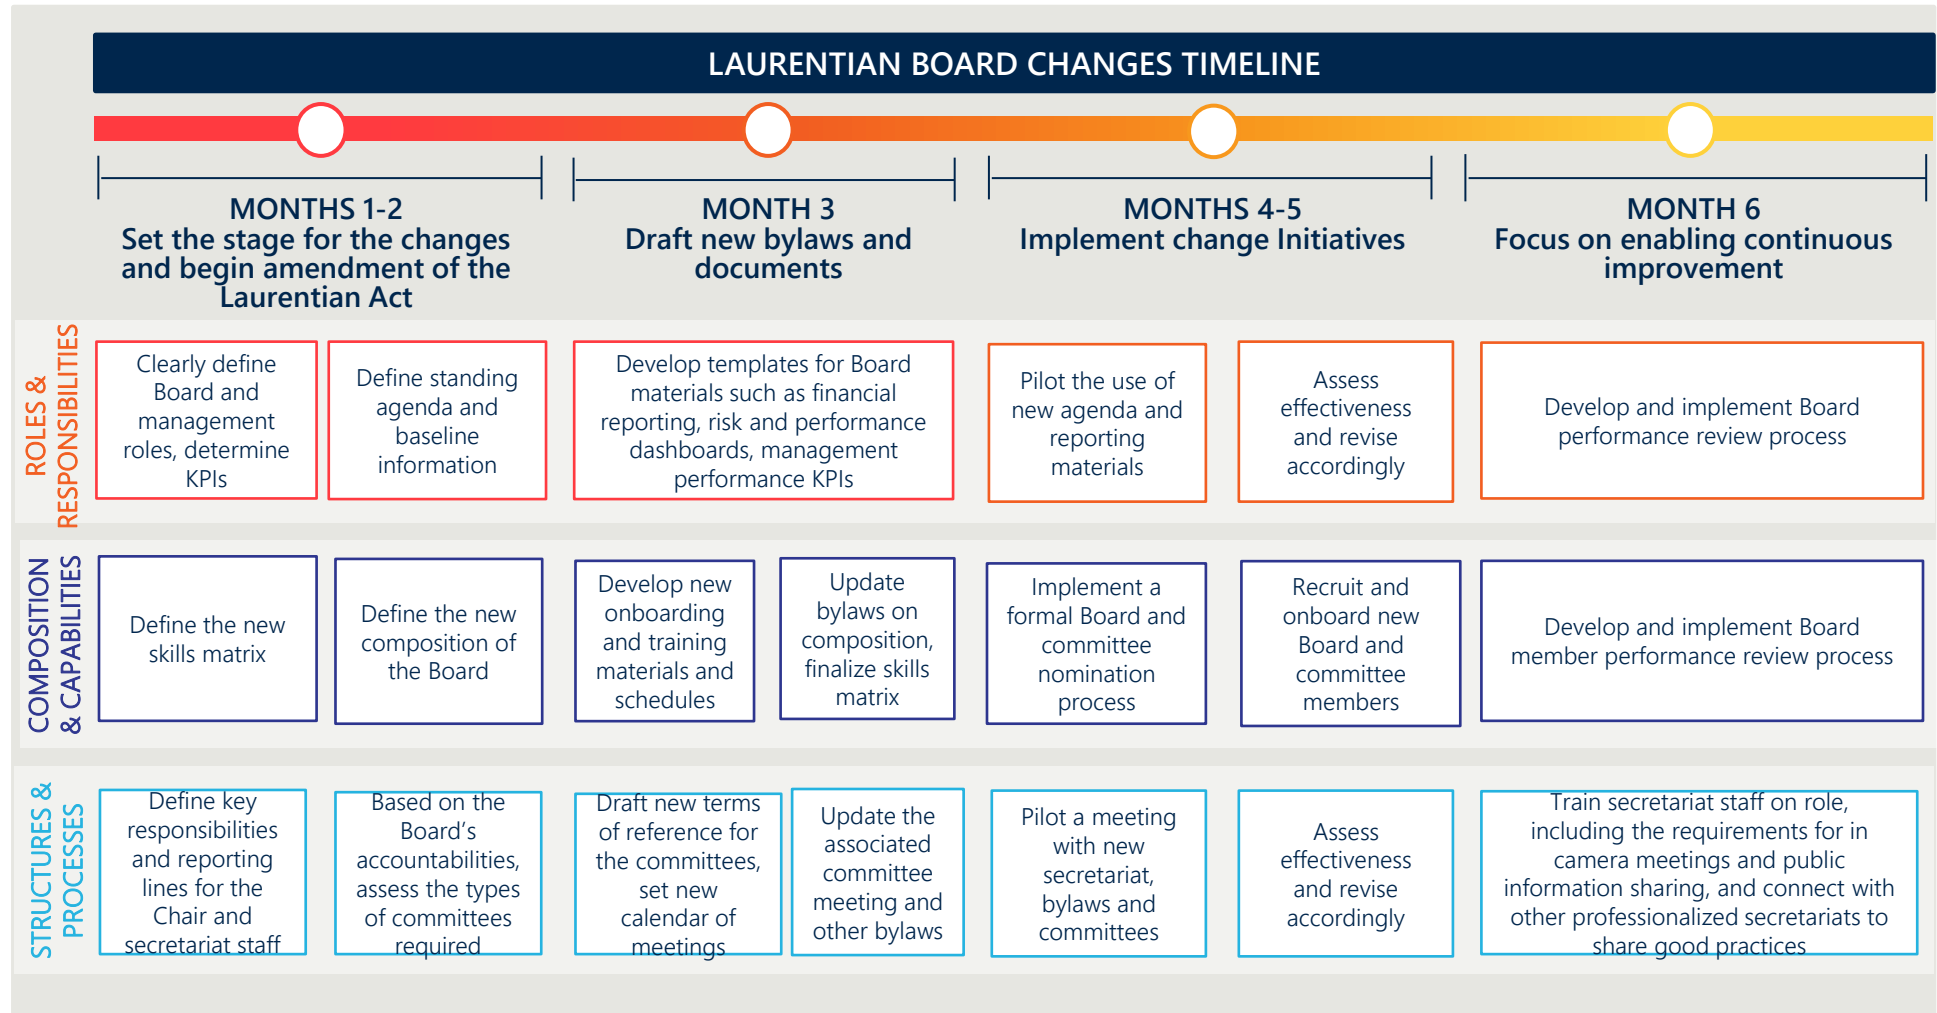 LAURENTIAN BOARD CHANGES TIMELINE
MONTHS 1-2
Set the stage for the changes
and begin amendment of the
Laurentian Act
MONTH 3
Draft new bylaws and
documents
MONTHS 4-5
Implement change Initiatives
MONTH 6
Focus on enabling continuous
improvement
ROLES &
RESPONSIBILITIES
Clearly define
Board and
management
roles, determine
KPIs
Define standing
agenda and
baseline
information
Develop templates for Board
materials such as financial
reporting, risk and performance
dashboards, management
performance KPIs
Pilot the use of
new agenda and
reporting
materials
Assess
effectiveness
and revise
accordingly
Develop and implement Board
performance review process
COMPOSITION
& CAPABILITIES
Define the new
skills matrix
Define the new
composition of
the Board
Develop new
onboarding
and training
materials and
schedules
Update
bylaws on
composition,
finalize skills
matrix
Implement a
formal Board and
committee
nomination
process
Recruit and
onboard new
Board and
committee
members
Develop and implement Board
member performance review process
STRUCTURES &
PROCESSES
Define key
responsibilities
and reporting
lines for the
Chair and
secretariat staff
Based on the
Board’s
accountabilities,
assess the types
of committees
required
Draft new terms
of reference for
the committees,
set new
calendar of
meetings
Update the
associated
committee
meeting and
other bylaws
Pilot a meeting
with new
secretariat,
bylaws and
committees
Assess
effectiveness
and revise
accordingly
Train secretariat staff on role,
including the requirements for in
camera meetings and public
information sharing, and connect with
other professionalized secretariats to
share good practices